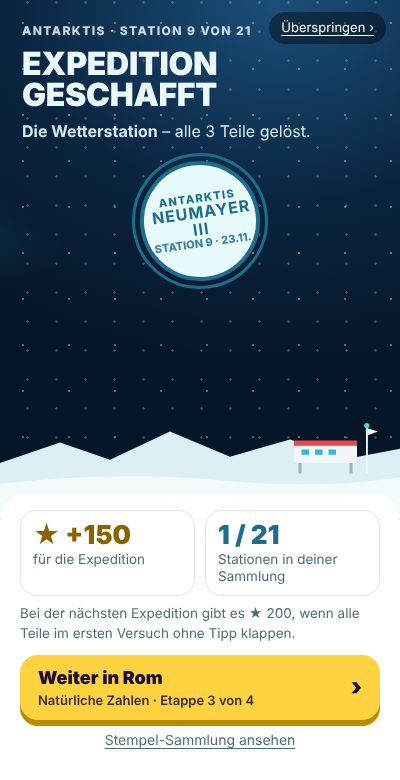 ANTARKTIS · STATION 9 VON 21
Überspringen ›
EXPEDITION
GESCHAFFT
Die Wetterstation – alle 3 Teile gelöst.
ANTARKTIS
NEUMAYER
III
STATION 9 · 23.11.
★ +150
für die Expedition
1 / 21
Stationen in deiner
Sammlung
Bei der nächsten Expedition gibt es ★ 200, wenn alle
Teile im ersten Versuch ohne Tipp klappen.
Weiter in Rom
Natürliche Zahlen · Etappe 3 von 4
›
Stempel-Sammlung ansehen